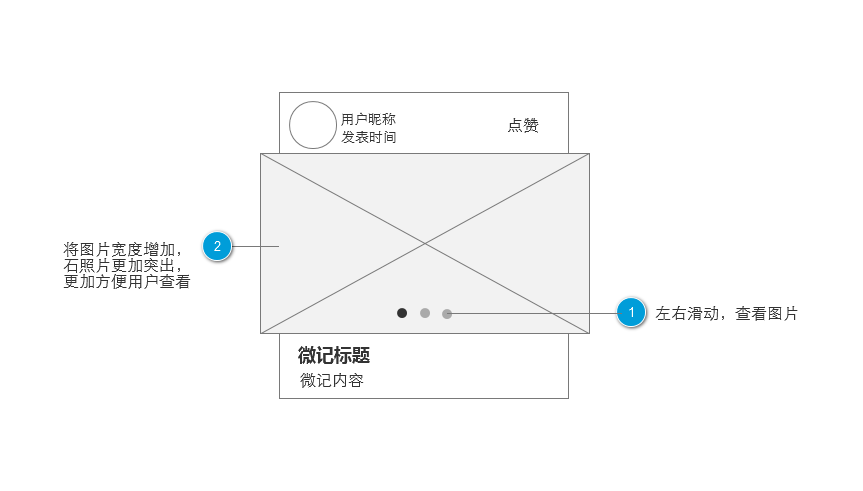 用户昵称
发表时间
点赞
2
将图片宽度增加，
石照片更加突出，
更加方便用户查看
1
左右滑动，查看图片
微记标题
微记内容